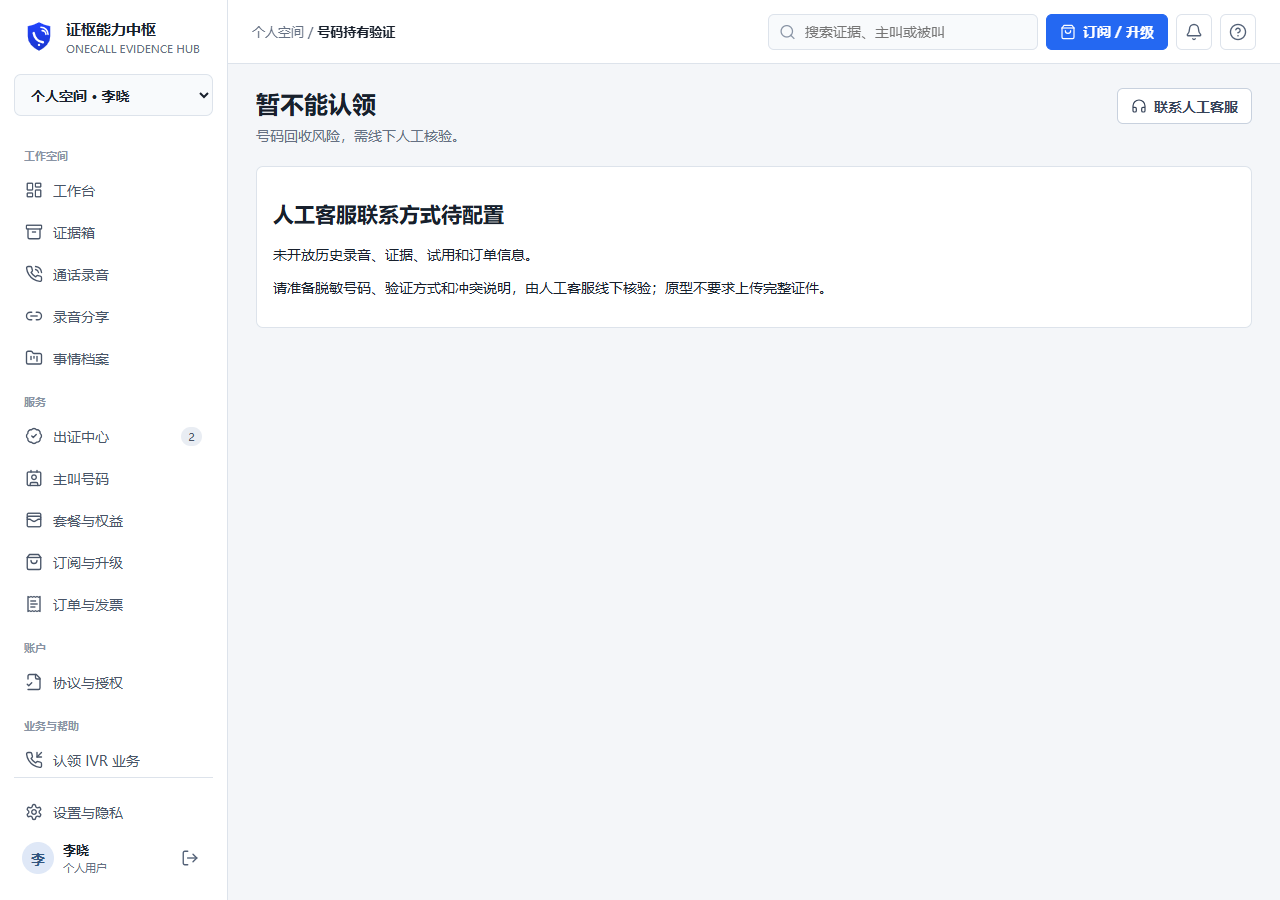 证枢能力中枢
ONECALL EVIDENCE HUB
个人空间 • 李晓
工作空间
工作台
证据箱
通话录音
录音分享
事情档案
服务
出证中心
2
主叫号码
套餐与权益
订阅与升级
订单与发票
账户
协议与授权
业务与帮助
认领 IVR 业务
设置与隐私
李
李晓
个人用户
个人空间 / 号码持有验证
搜索证据、主叫或被叫
订阅 / 升级
暂不能认领
号码回收风险，需线下人工核验。
联系人工客服
人工客服联系方式待配置
未开放历史录音、证据、试用和订单信息。
请准备脱敏号码、验证方式和冲突说明，由人工客服线下核验；原型不要求上传完整证件。